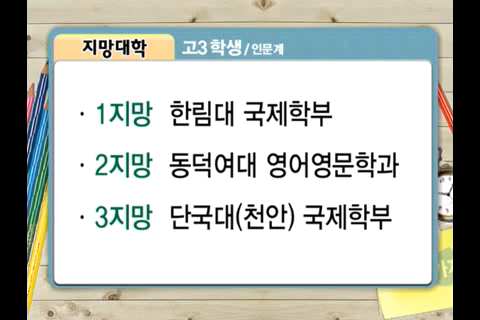 지망대학 고3 학생 / 인문계
· 1지망 한림대 국제학부
· 2지망 동덕여대 영어영문학과
· 3지망 단국대(천안) 국제학부